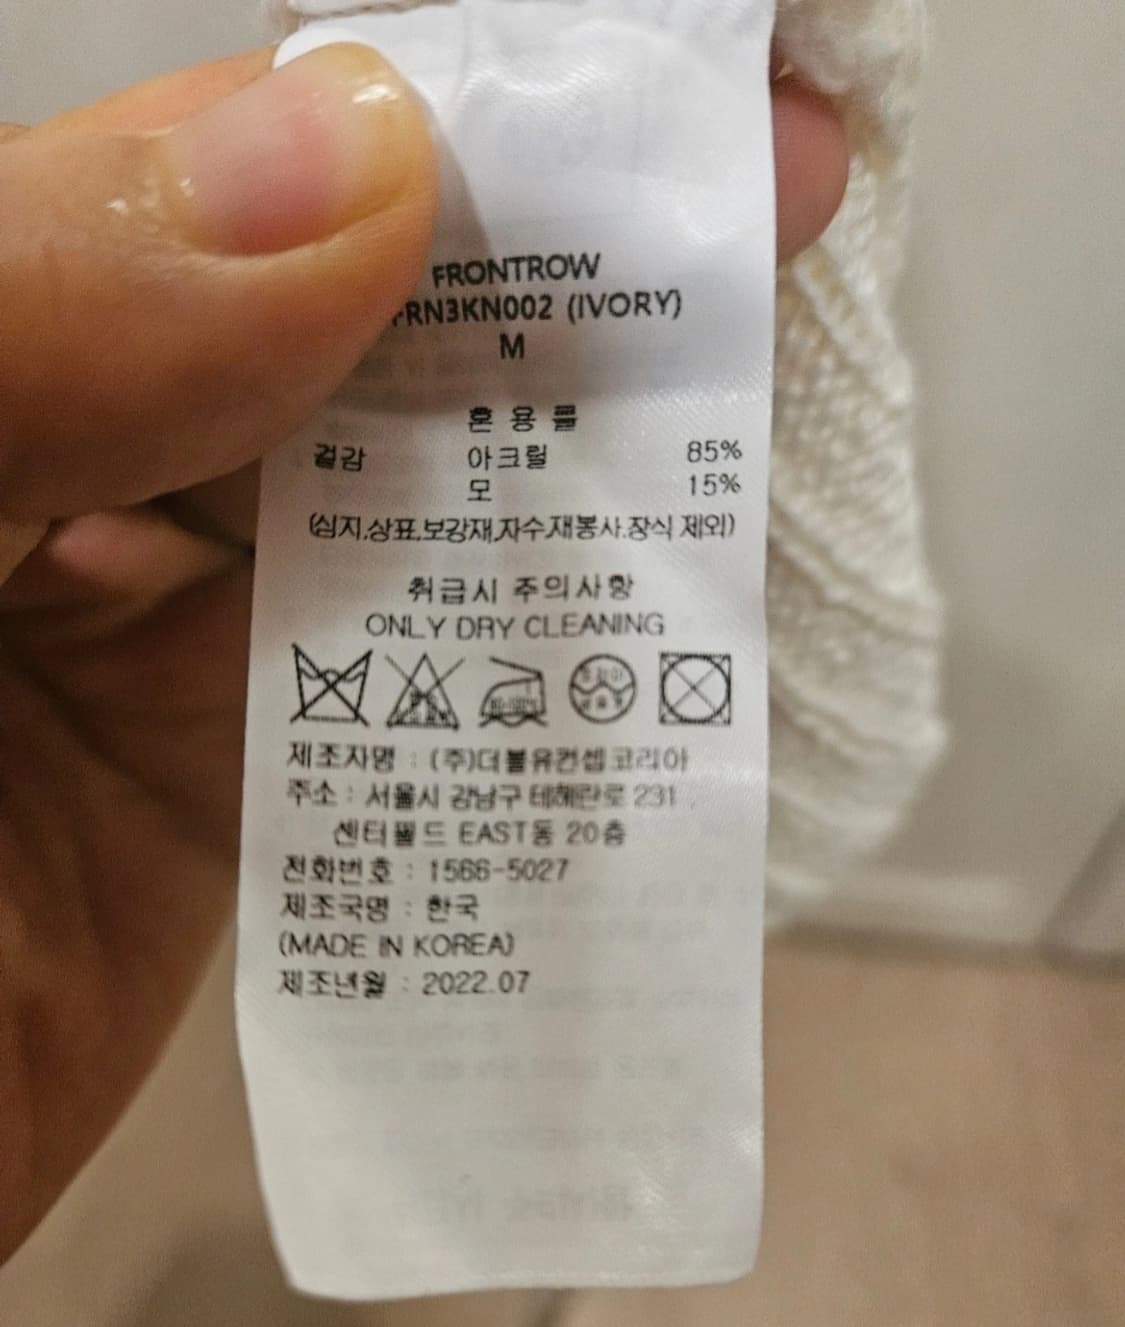 FRONTROW
FRN3KN002 (IVORY)
M
혼 용 률
겉감 아크릴 85%
모 15%
(심지,상표,보강재,자수,재봉사,장식 제외)
취급시 주의사항
ONLY DRY CLEANING
제조자명 : (주)더블유컨셉코리아
주소 : 서울시 강남구 테헤란로 231
센터필드 EAST동 20층
전화번호 : 1566-5027
제조국명 : 한국
(MADE IN KOREA)
제조년월 : 2022.07